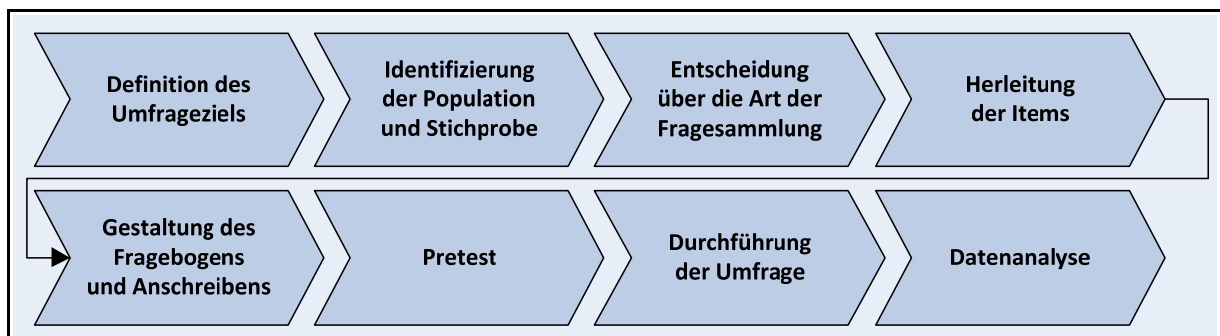 Definition des
Umfrageziels
Identifizierung
der Population
und Stichprobe
Entscheidung
über die Art der
Fragesammlung
Herleitung
der Items
Gestaltung des
Fragebogens
und Anschreibens
Pretest
Durchführung
der Umfrage
Datenanalyse